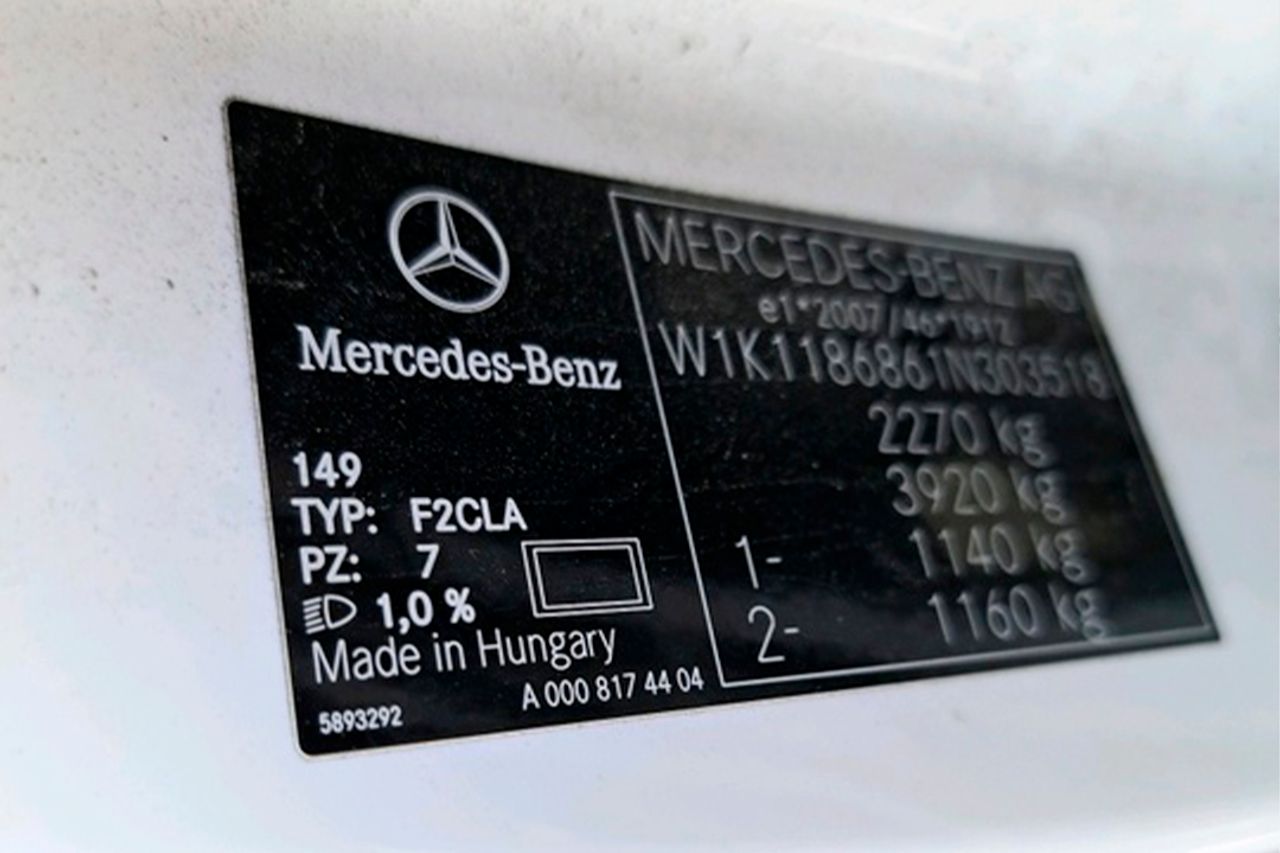 Mercedes-Benz
149
TYP: F2CLA
PZ: 7
1,0 %
Made in Hungary
A 000 817 44 04
5893292
MERCEDES-BENZ AG
e1*2007/46*1912
W1K1186861N303518
2270 kg
3920 kg
1- 1140 kg
2- 1160 kg